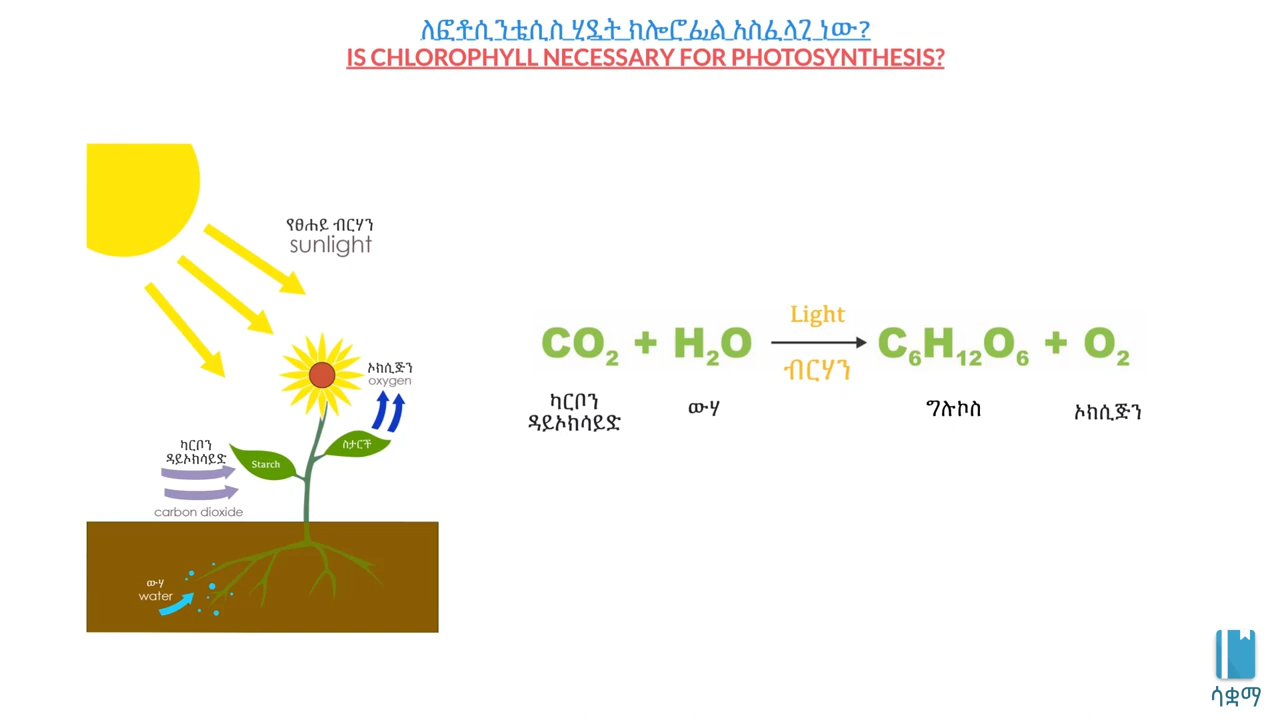 ለፎቶሲንቴሲስ ሂደት ክሎሮፊል አስፈላጊ ነው?
IS CHLOROPHYLL NECESSARY FOR PHOTOSYNTHESIS?
የፀሐይ ብርሃን
sunlight
ኦክሲጅን
oxygen
ስታርች
Starch
ካርቦን
ዳይኦክሳይድ
carbon dioxide
ውሃ
water
Light
CO₂ + H₂O → C₆H₁₂O₆ + O₂
ብርሃን
ካርቦን
ዳይኦክሳይድ
ውሃ
ግሉኮስ
ኦክሲጅን
ሳቋማ